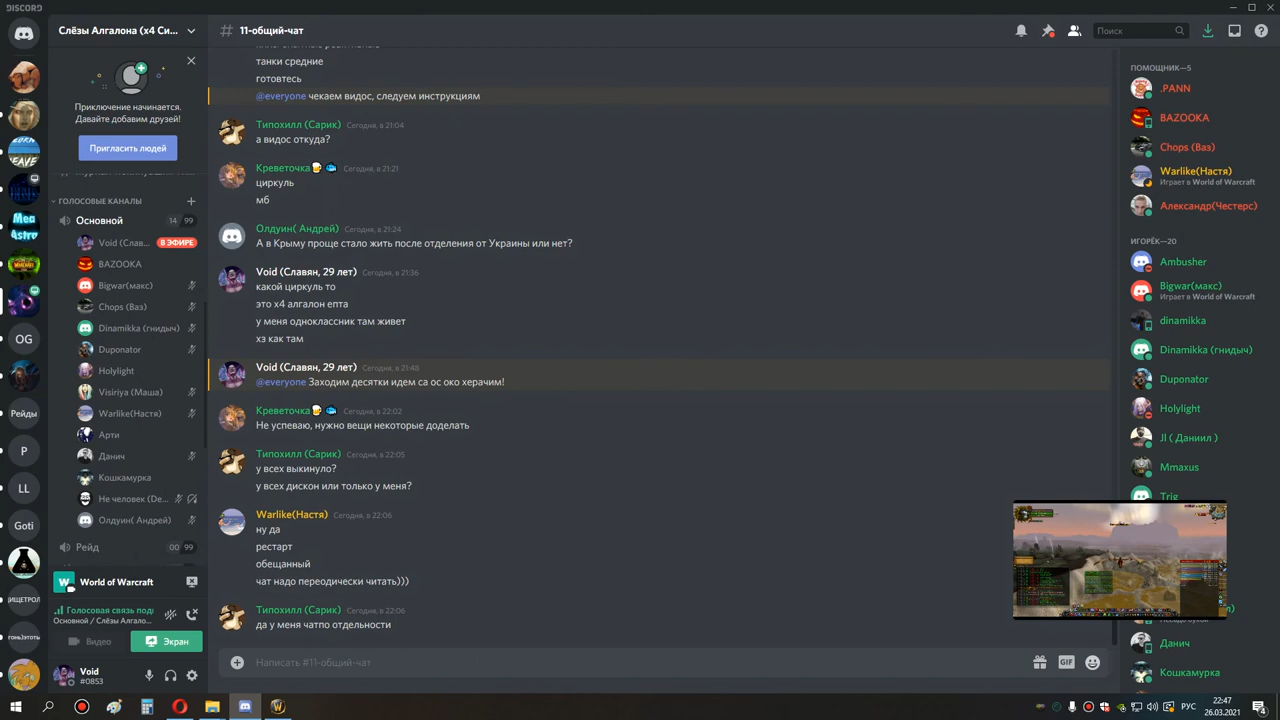 DISCORD
Слёзы Алгалона (x4 Си...
11-общий-чат
Поиск
Приключение начинается.
Давайте добавим друзей!
Пригласить людей
ГОЛОСОВЫЕ КАНАЛЫ
Основной
14 99
Void (Слав...
В ЭФИРЕ
BAZOOKA
Bigwar(макс)
Chops (Ваз)
Dinamikka (гнидыч)
Duponator
Holylight
Visiriya (Маша)
Warlike(Настя)
Арти
Данич
Кошкамурка
Не человек (De...
Олдуин( Андрей)
Рейд
00 99
World of Warcraft
Голосовая связь под
Основной / Слёзы Алгало...
Видео
Экран
Void
#0853
OG
Рейды
P
LL
Goti
танки средние
готовтесь
@everyone чекаем видос, следуем инструкциям
Типохилл (Сарик) Сегодня, в 21:04
а видос откуда?
Креветочка Сегодня, в 21:21
циркуль
мб
Олдуин( Андрей) Сегодня, в 21:24
А в Крыму проще стало жить после отделения от Украины или нет?
Void (Славян, 29 лет) Сегодня, в 21:36
какой циркуль то
это х4 алгалон епта
у меня одноклассник там живет
хз как там
Void (Славян, 29 лет) Сегодня, в 21:48
@everyone Заходим десятки идем са ос око херачим!
Креветочка Сегодня, в 22:02
Не успеваю, нужно вещи некоторые доделать
Типохилл (Сарик) Сегодня, в 22:05
у всех выкинуло?
у всех дискон или только у меня?
Warlike(Настя) Сегодня, в 22:06
ну да
рестарт
обещанный
чат надо переодически читать)))
Типохилл (Сарик) Сегодня, в 22:06
да у меня чатпо отдельности
Написать #11-общий-чат
GIF
ПОМОЩНИК—5
.PANN
BAZOOKA
Chops (Ваз)
Warlike(Настя)
Играет в World of Warcraft
Александр(Честерс)
ИГОРЁК—20
Ambusher
Bigwar(макс)
Играет в World of Warcraft
dinamikka
Dinamikka (гнидыч)
Duponator
Holylight
Jl ( Даниил )
Mmaxus
Trig
Данич
Кошкамурка
РУС
22:47
26.03.2021